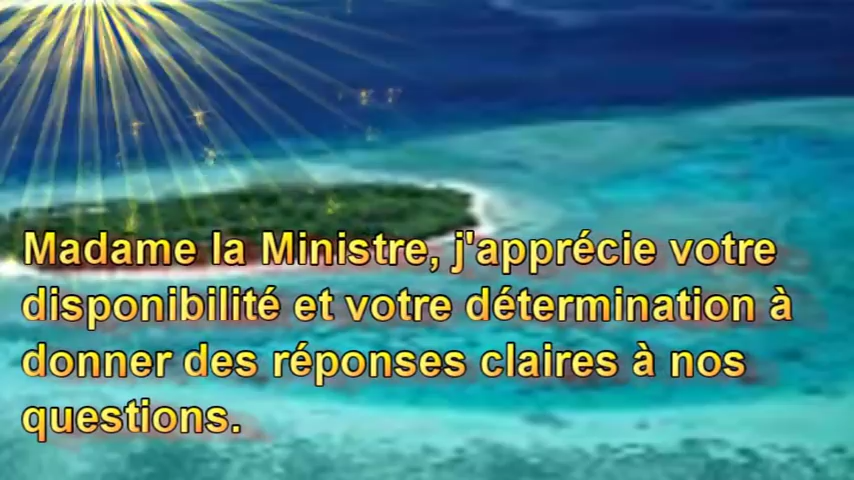 Madame la Ministre, j'apprécie votre
disponibilité et votre détermination à
donner des réponses claires à nos
questions.